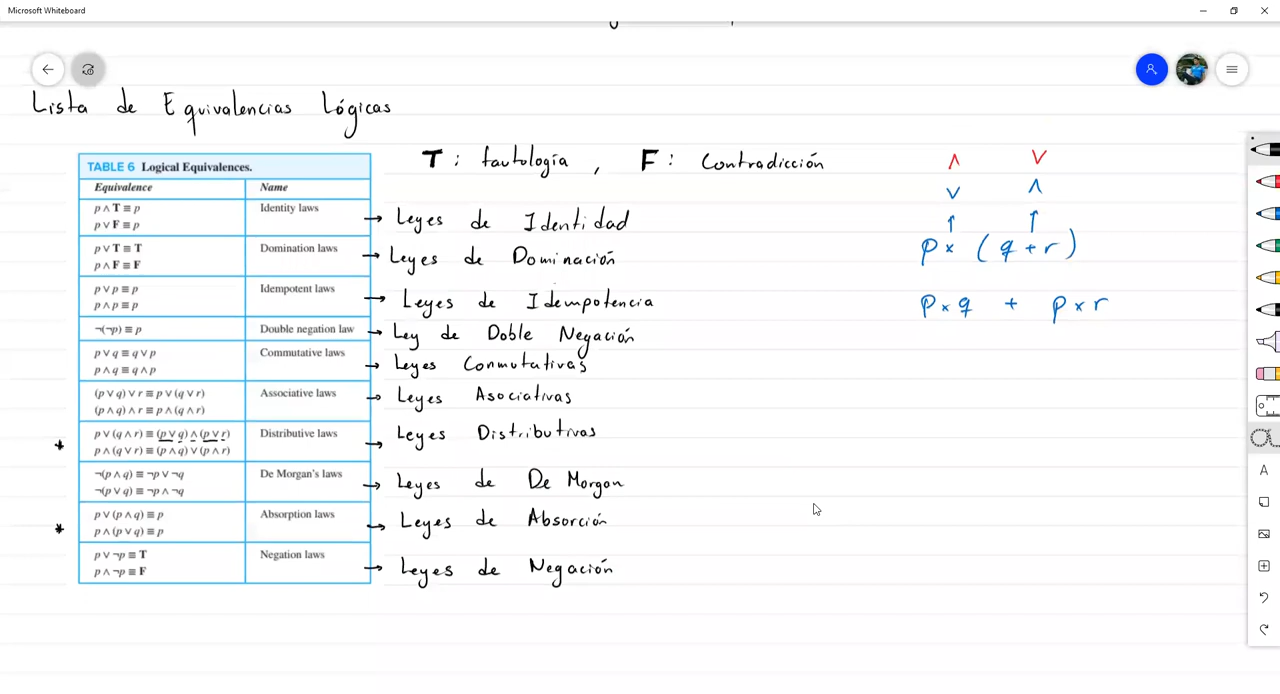 Microsoft Whiteboard
Lista de Equivalencias Lógicas
T : tautología , F : Contradicción
TABLE 6 Logical Equivalences.
Equivalence Name
p ∧ T ≡ p Identity laws
p ∨ F ≡ p
→ Leyes de Identidad
p ∨ T ≡ T Domination laws
p ∧ F ≡ F
→ Leyes de Dominación
p ∨ p ≡ p Idempotent laws
p ∧ p ≡ p
→ Leyes de Idempotencia
¬(¬p) ≡ p Double negation law
→ Ley de Doble Negación
p ∨ q ≡ q ∨ p Commutative laws
p ∧ q ≡ q ∧ p
→ Leyes Conmutativas
(p ∨ q) ∨ r ≡ p ∨ (q ∨ r) Associative laws
(p ∧ q) ∧ r ≡ p ∧ (q ∧ r)
→ Leyes Asociativas
* p ∨ (q ∧ r) ≡ (p ∨ q) ∧ (p ∨ r) Distributive laws
p ∧ (q ∨ r) ≡ (p ∧ q) ∨ (p ∧ r)
→ Leyes Distributivas
¬(p ∧ q) ≡ ¬p ∨ ¬q De Morgan's laws
¬(p ∨ q) ≡ ¬p ∧ ¬q
→ Leyes de De Morgan
* p ∨ (p ∧ q) ≡ p Absorption laws
p ∧ (p ∨ q) ≡ p
→ Leyes de Absorción
p ∨ ¬p ≡ T Negation laws
p ∧ ¬p ≡ F
→ Leyes de Negación
∧ ∨
∨ ∧
↑ ↑
p × (q + r)
p × q + p × r
A